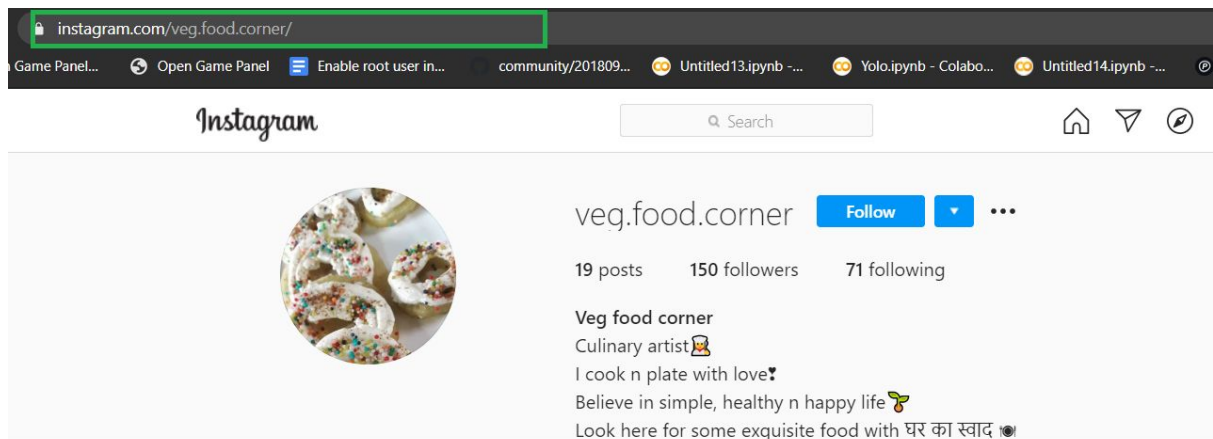 instagram.com/veg.food.corner/
Game Panel... Open Game Panel Enable root user in... community/201809... Untitled13.ipynb -... Yolo.ipynb - Colabo... Untitled14.ipynb -...
Instagram Search
veg.food.corner Follow
19 posts 150 followers 71 following
Veg food corner
Culinary artist👩‍🍳
I cook n plate with love❣
Believe in simple, healthy n happy life🌱
Look here for some exquisite food with घर का स्वाद 🍽